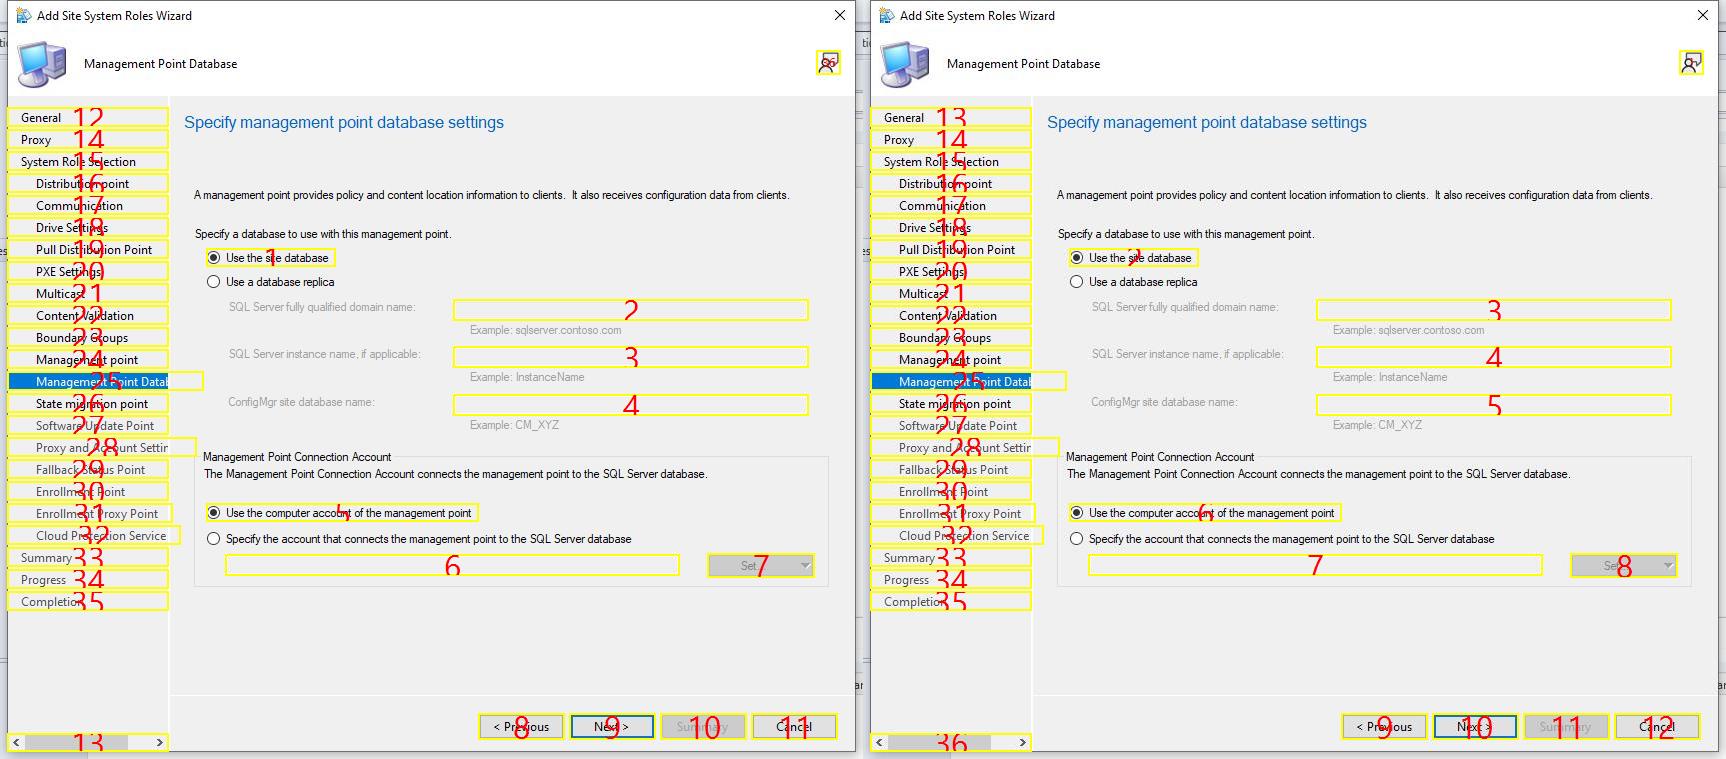 Add Site System Roles Wizard
Management Point Database
36
General 12
Proxy 14
System Role Selection 15
Distribution point 16
Communication 17
Drive Settings 18
Pull Distribution Point 19
PXE Settings 20
Multicast 21
Content Validation 22
Boundary Groups 23
Management point 24
Management Point Datab 25
State migration point 26
Software Update Point 27
Proxy and Account Settin 28
Fallback Status Point 29
Enrollment Point 30
Enrollment Proxy Point 31
Cloud Protection Service 32
Summary 33
Progress 34
Completion 35
13
Specify management point database settings
A management point provides policy and content location information to clients. It also receives configuration data from clients.
Specify a database to use with this management point.
Use the site database 1
Use a database replica
SQL Server fully qualified domain name: 2
Example: sqlserver.contoso.com
SQL Server instance name, if applicable: 3
Example: InstanceName
ConfigMgr site database name: 4
Example: CM_XYZ
Management Point Connection Account
The Management Point Connection Account connects the management point to the SQL Server database.
Use the computer account of the management point 5
Specify the account that connects the management point to the SQL Server database
6
Set... 7
< Previous 8
Next > 9
Summary 10
Cancel 11
Add Site System Roles Wizard
Management Point Database
1
General 13
Proxy 14
System Role Selection 15
Distribution point 16
Communication 17
Drive Settings 18
Pull Distribution Point 19
PXE Settings 20
Multicast 21
Content Validation 22
Boundary Groups 23
Management point 24
Management Point Datab 25
State migration point 26
Software Update Point 27
Proxy and Account Settin 28
Fallback Status Point 29
Enrollment Point 30
Enrollment Proxy Point 31
Cloud Protection Service 32
Summary 33
Progress 34
Completion 35
36
Specify management point database settings
A management point provides policy and content location information to clients. It also receives configuration data from clients.
Specify a database to use with this management point.
Use the site database 2
Use a database replica
SQL Server fully qualified domain name: 3
Example: sqlserver.contoso.com
SQL Server instance name, if applicable: 4
Example: InstanceName
ConfigMgr site database name: 5
Example: CM_XYZ
Management Point Connection Account
The Management Point Connection Account connects the management point to the SQL Server database.
Use the computer account of the management point 6
Specify the account that connects the management point to the SQL Server database
7
Set... 8
< Previous 9
Next > 10
Summary 11
Cancel 12